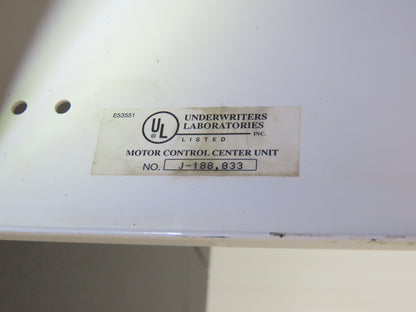 E53551
UL
UNDERWRITERS
LABORATORIES
INC.
LISTED
MOTOR CONTROL CENTER UNIT
NO. J-188,833